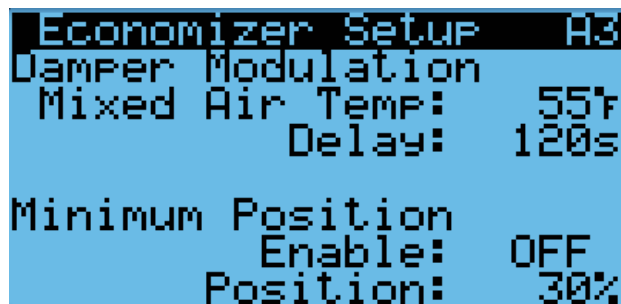 Economizer Setup A3
Damper Modulation
Mixed Air Temp: 55°F
Delay: 120s
Minimum Position
Enable: OFF
Position: 30%